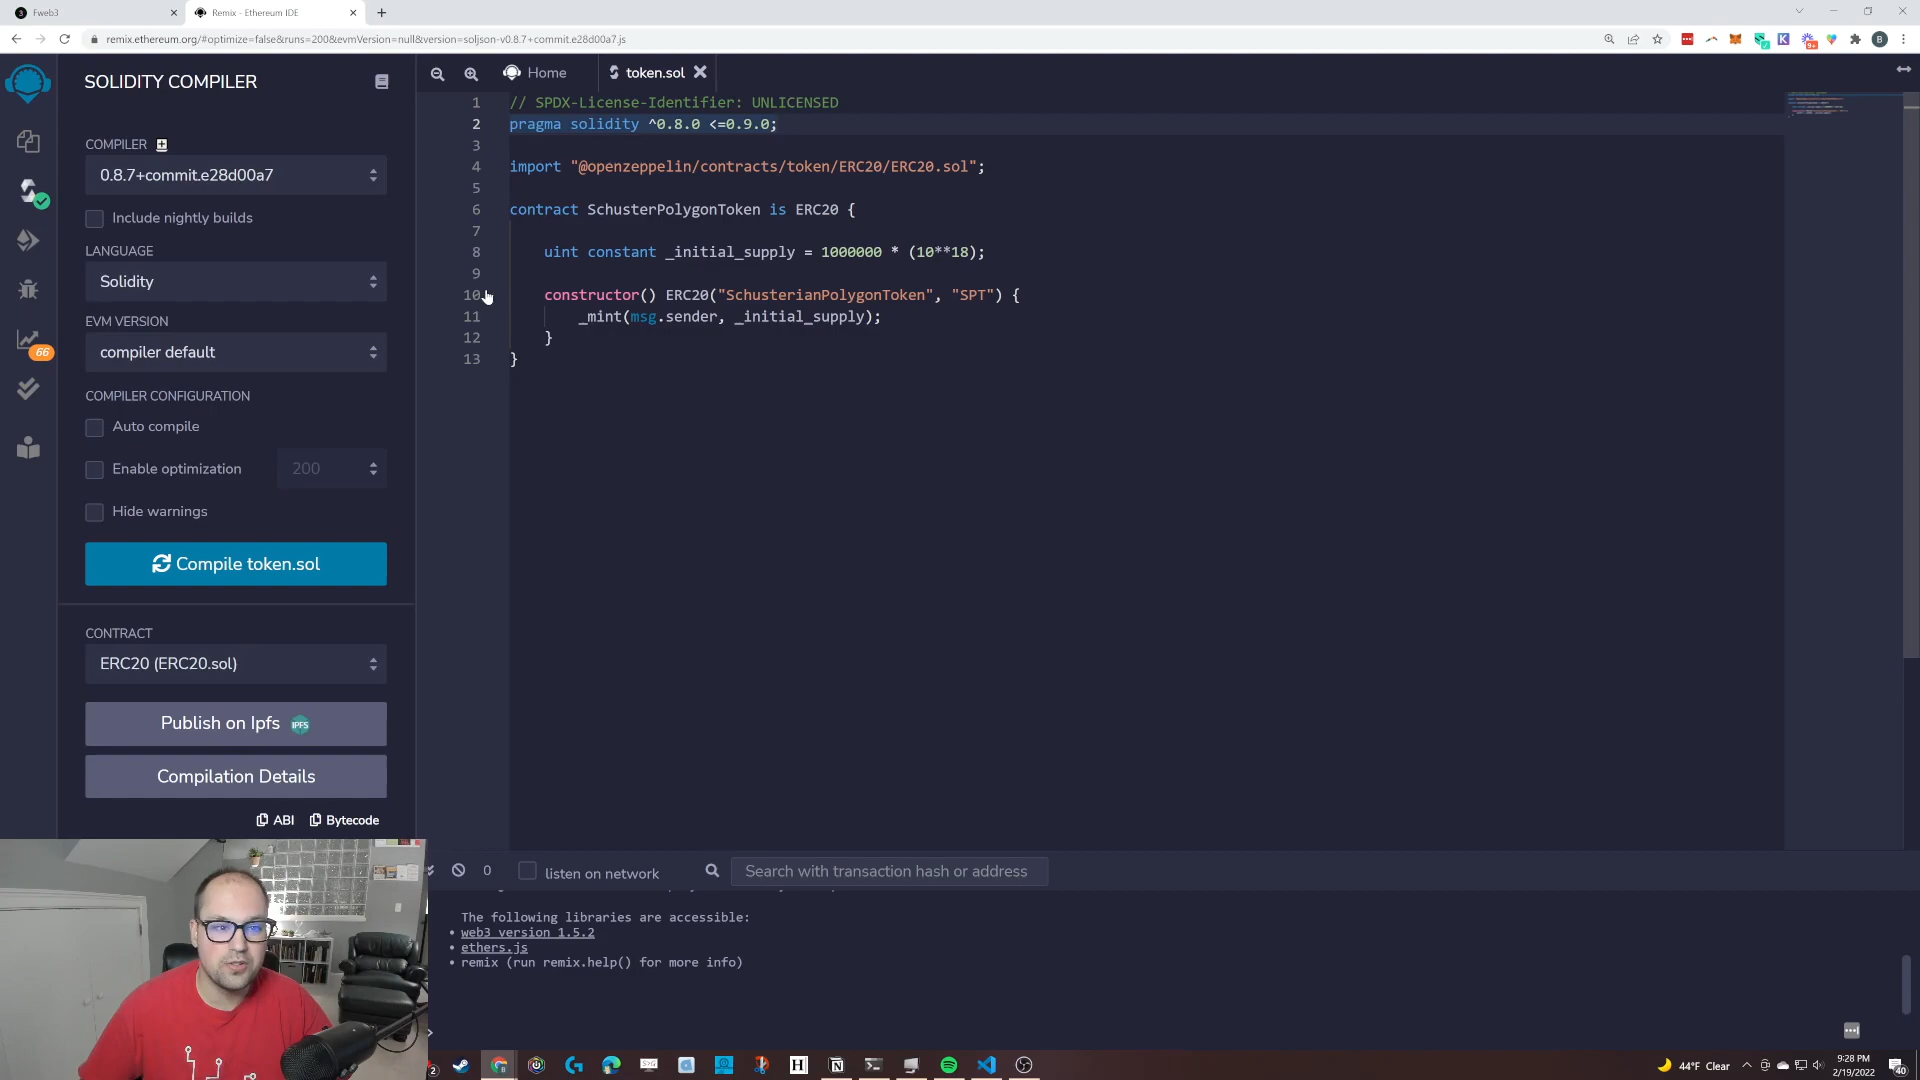 Fweb3
Remix - Ethereum IDE
remix.ethereum.org/#optimize=false&runs=200&evmVersion=null&version=soljson-v0.8.7+commit.e28d00a7.js
SOLIDITY COMPILER
COMPILER
0.8.7+commit.e28d00a7
Include nightly builds
LANGUAGE
Solidity
EVM VERSION
compiler default
66
COMPILER CONFIGURATION
Auto compile
Enable optimization 200
Hide warnings
Compile token.sol
CONTRACT
ERC20 (ERC20.sol)
Publish on Ipfs IPFS
Compilation Details
ABI Bytecode
Home token.sol
1 // SPDX-License-Identifier: UNLICENSED
2 pragma solidity ^0.8.0 <=0.9.0;
3
4 import "@openzeppelin/contracts/token/ERC20/ERC20.sol";
5
6 contract SchusterPolygonToken is ERC20 {
7
8 uint constant _initial_supply = 1000000 * (10**18);
9
10 constructor() ERC20("SchusterianPolygonToken", "SPT") {
11 _mint(msg.sender, _initial_supply);
12 }
13 }
0 listen on network Search with transaction hash or address
The following libraries are accessible:
• web3 version 1.5.2
• ethers.js
• remix (run remix.help() for more info)
44°F Clear
9:28 PM
2/19/2022
40